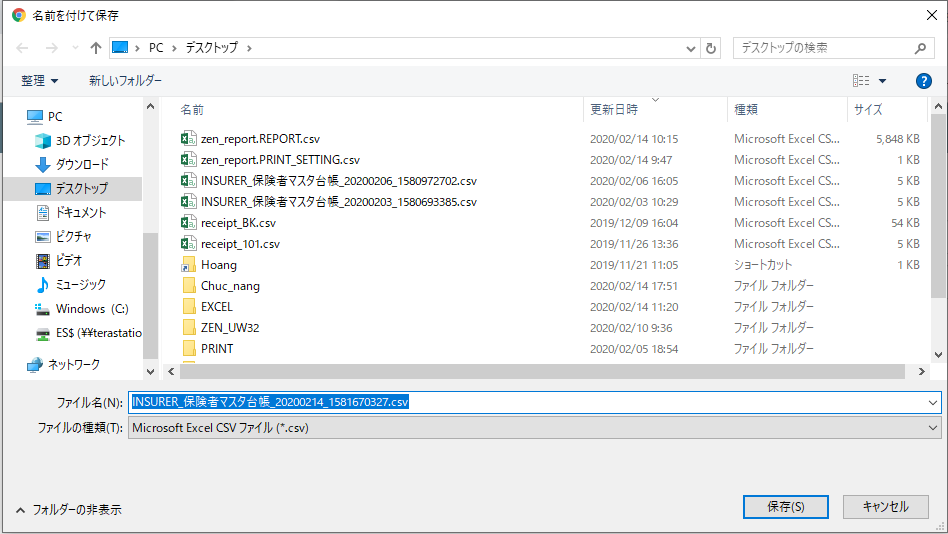 名前を付けて保存
PC › デスクトップ ›
デスクトップの検索
整理 新しいフォルダー
名前 更新日時 種類 サイズ
PC
3D オブジェクト
ダウンロード
デスクトップ
ドキュメント
ピクチャ
ビデオ
ミュージック
Windows (C:)
ES$ (¥¥terastatio
ネットワーク
zen_report.REPORT.csv 2020/02/14 10:15 Microsoft Excel CS... 5,848 KB
zen_report.PRINT_SETTING.csv 2020/02/14 9:47 Microsoft Excel CS... 1 KB
INSURER_保険者マスタ台帳_20200206_1580972702.csv 2020/02/06 16:05 Microsoft Excel CS... 5 KB
INSURER_保険者マスタ台帳_20200203_1580693385.csv 2020/02/03 10:29 Microsoft Excel CS... 5 KB
receipt_BK.csv 2019/12/09 16:04 Microsoft Excel CS... 54 KB
receipt_101.csv 2019/11/26 13:36 Microsoft Excel CS... 5 KB
Hoang 2019/11/21 11:05 ショートカット 1 KB
Chuc_nang 2020/02/14 17:51 ファイル フォルダー
EXCEL 2020/02/14 11:20 ファイル フォルダー
ZEN_UW32 2020/02/10 9:36 ファイル フォルダー
PRINT 2020/02/05 18:54 ファイル フォルダー
ファイル名(N): INSURER_保険者マスタ台帳_20200214_1581670327.csv
ファイルの種類(T): Microsoft Excel CSV ファイル (*.csv)
フォルダーの非表示
保存(S) キャンセル